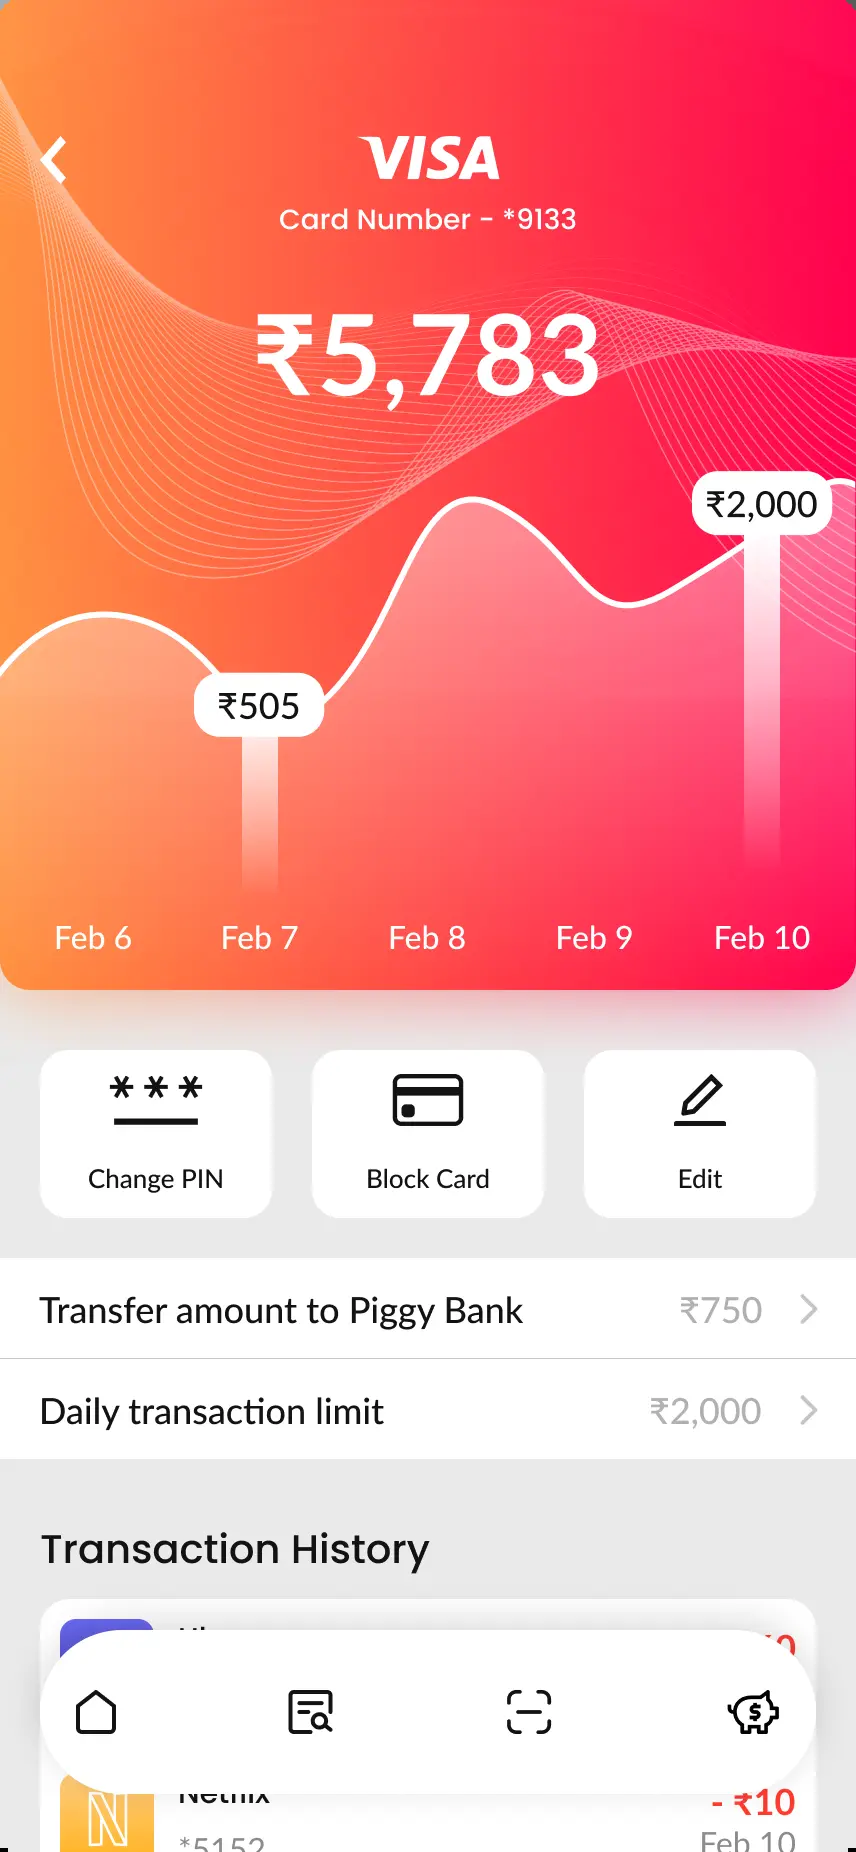 VISA
Card Number - *9133
₹5,783
₹2,000
₹505
Feb 6 Feb 7 Feb 8 Feb 9 Feb 10
*** 
Change PIN Block Card Edit
Transfer amount to Piggy Bank ₹750
Daily transaction limit ₹2,000
Transaction History
Netflix - ₹10
*5152 Feb 10